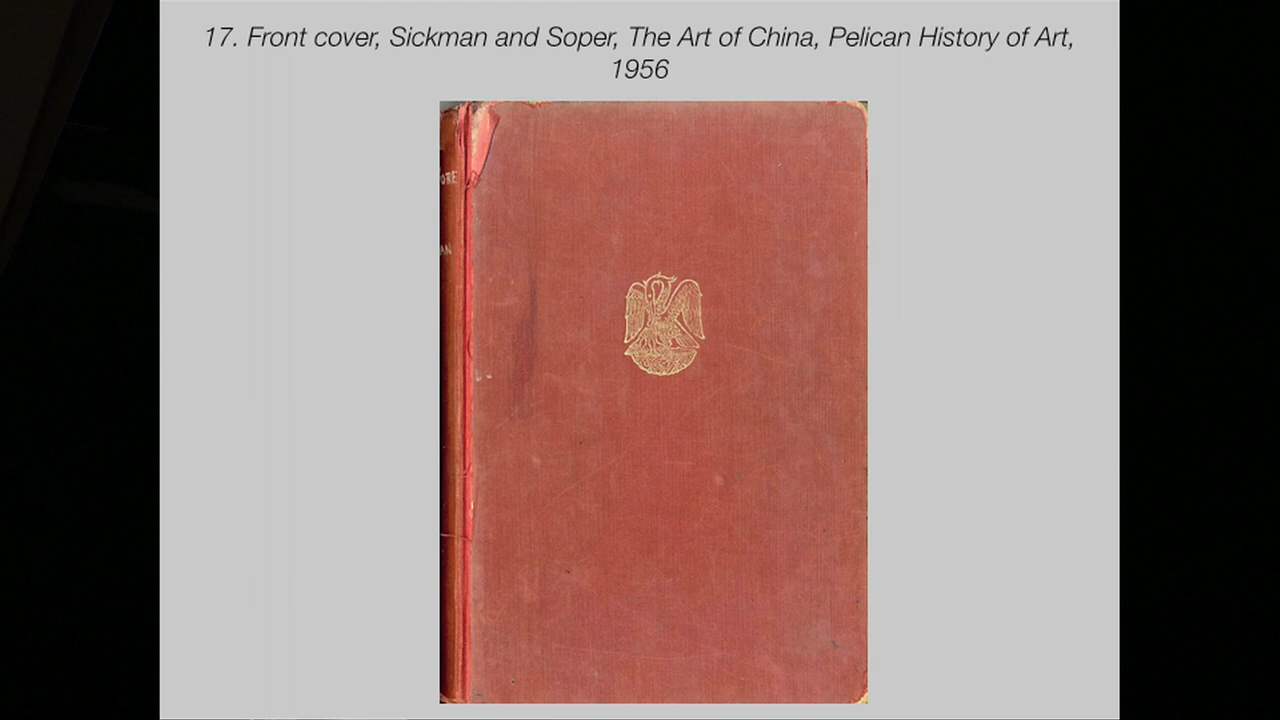 17. Front cover, Sickman and Soper, The Art of China, Pelican History of Art,
1956